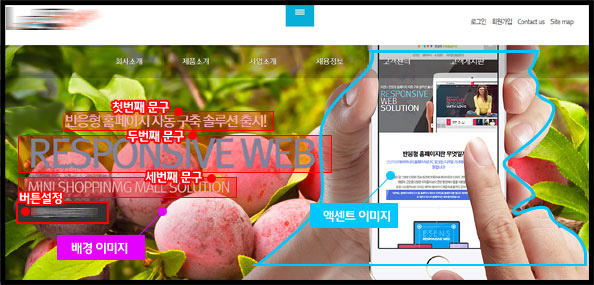 로그인 회원가입 Contact us Site map
회사소개 제품소개 사업소개 채용정보 고객센터 고객게시판
첫번째 문구
반응형 홈페이지 자동 구축 솔루션 출시!
두번째 문구
RESPONSIVE WEB
세번째 문구
MINI SHOPPINMG MALL SOLUTION
버튼설정
배경 이미지
액센트 이미지
RESPONSIVE
WEB
SOLUTION
반응형 홈페이지란 무엇일까